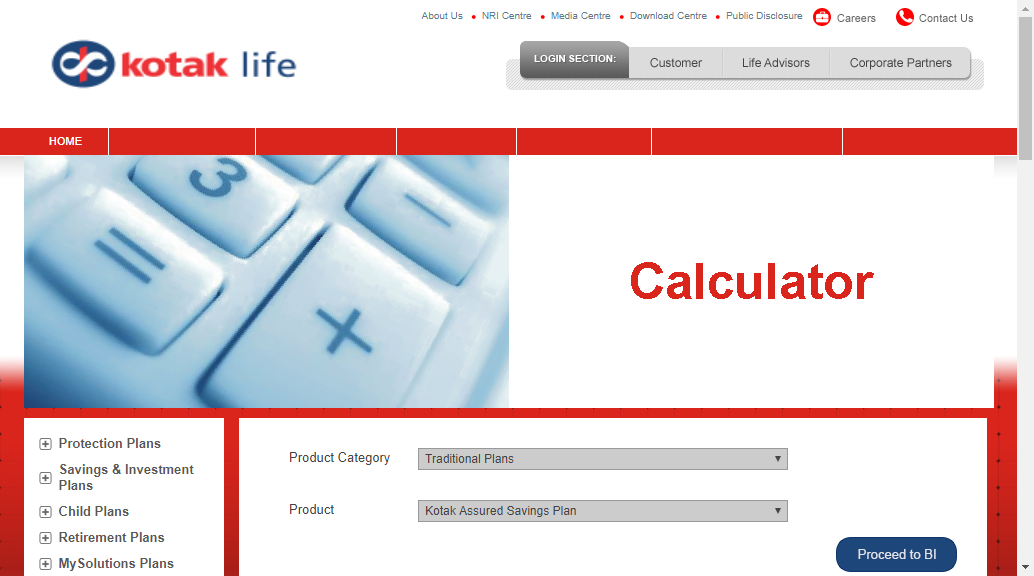 About Us • NRI Centre • Media Centre • Download Centre • Public Disclosure Careers Contact Us
kotak life
LOGIN SECTION: Customer Life Advisors Corporate Partners
HOME
3
Calculator
Protection Plans
Savings & Investment
Plans
Child Plans
Retirement Plans
MySolutions Plans
Product Category Traditional Plans
Product Kotak Assured Savings Plan
Proceed to BI